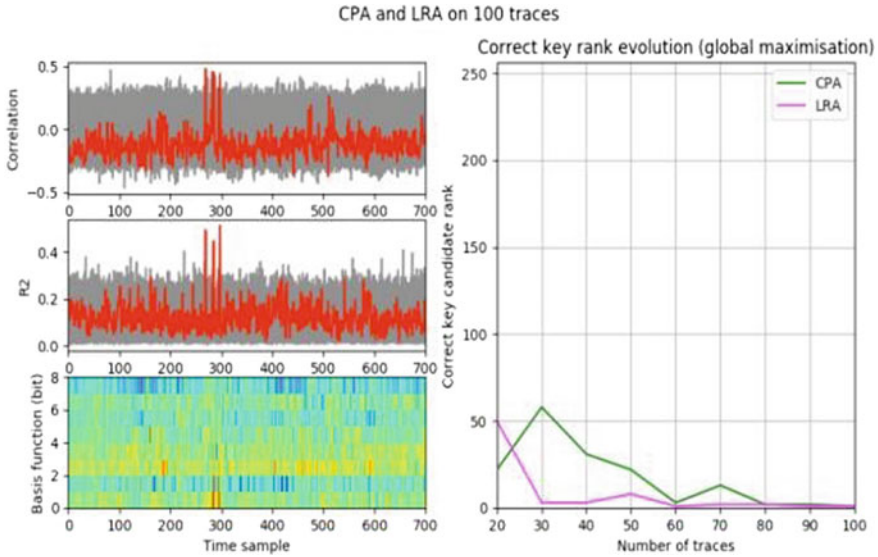 CPA and LRA on 100 traces
Correlation
0.5
0.0
−0.5
0 100 200 300 400 500 600 700
R2
0.4
0.2
0.0
0 100 200 300 400 500 600 700
Basis function (bit)
8
6
4
2
0
0 100 200 300 400 500 600 700
Time sample
Correct key rank evolution (global maximisation)
CPA
LRA
Correct key candidate rank
250
200
150
100
50
0
20 30 40 50 60 70 80 90 100
Number of traces